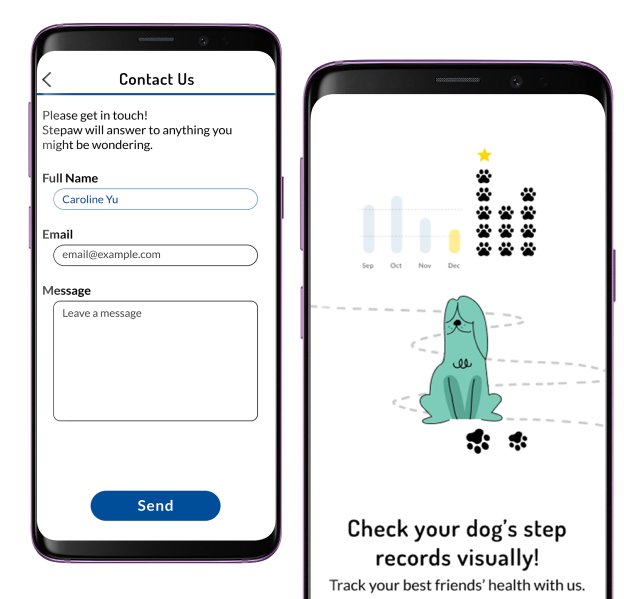 Contact Us
Please get in touch!
Stepaw will answer to anything you
might be wondering.
Full Name
Caroline Yu
Email
email@example.com
Message
Leave a message
Send
Sep Oct Nov Dec
Check your dog's step
records visually!
Track your best friends' health with us.